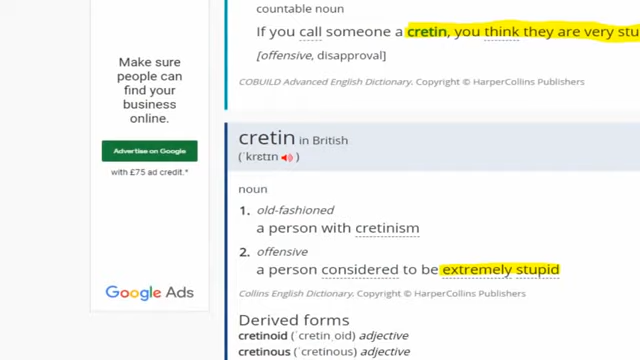 countable noun
If you call someone a cretin, you think they are very stu
[offensive, disapproval]
COBUILD Advanced English Dictionary. Copyright © HarperCollins Publishers
Make sure
people can
find your
business
online.
Advertise on Google
with £75 ad credit.*
Google Ads
cretin in British
(ˈkrɛtɪn )
noun
1. old-fashioned
a person with cretinism
2. offensive
a person considered to be extremely stupid
Collins English Dictionary. Copyright © HarperCollins Publishers
Derived forms
cretinoid (ˈcretinˌoid) adjective
cretinous (ˈcretinous) adjective